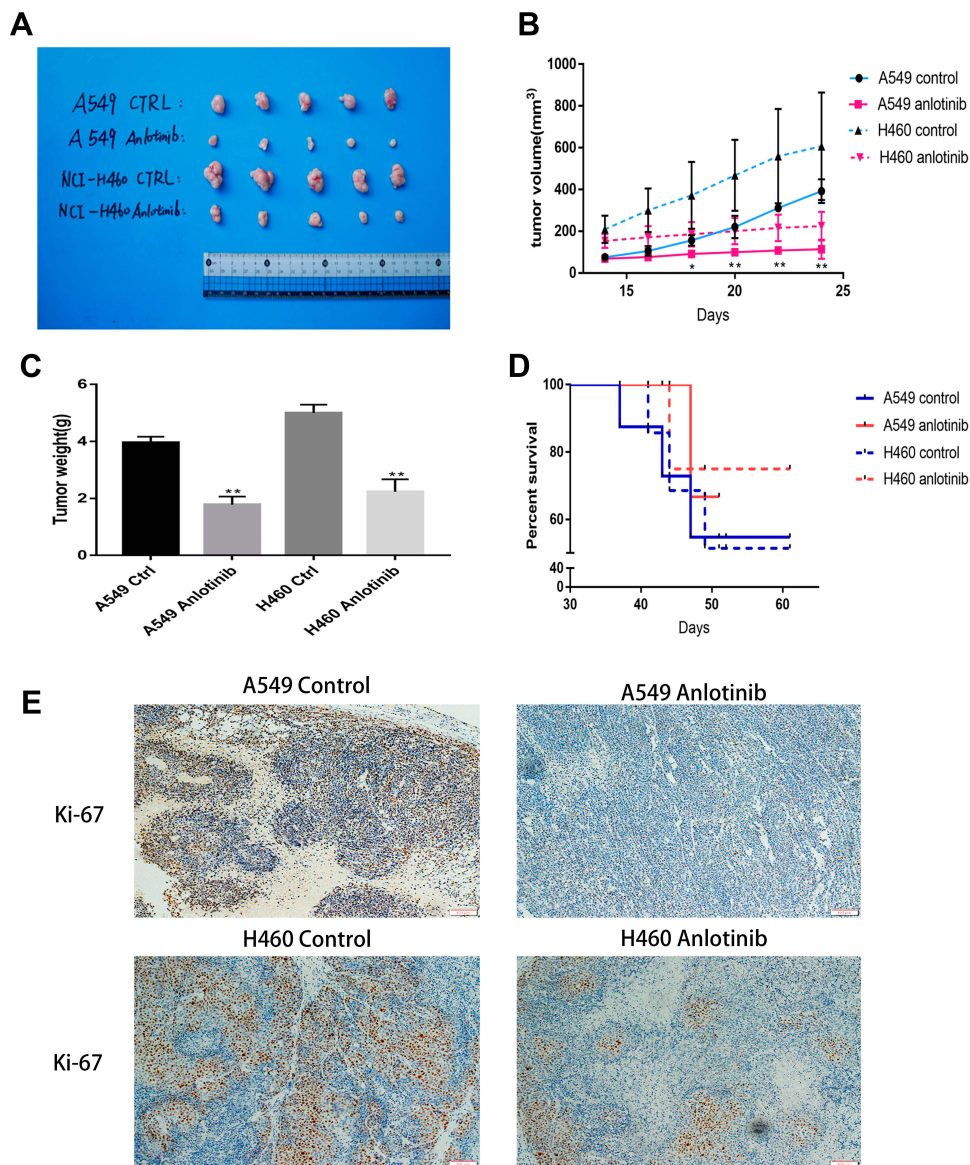 A
A549 CTRL:
A549 Anlotinib:
NCI-H460 CTRL:
NCI-H460 Anlotinib:
B
tumor volume(mm³)
1000
800
600
400
200
0
15
20
25
Days
*
**
**
**
A549 control
A549 anlotinib
H460 control
H460 anlotinib
C
Tumor weight(g)
6
4
2
0
**
**
A549 Ctrl
A549 Anlotinib
H460 Ctrl
H460 Anlotinib
D
Percent survival
100
80
60
40
0
30
40
50
60
Days
A549 control
A549 anlotinib
H460 control
H460 anlotinib
E
A549 Control
A549 Anlotinib
Ki-67
H460 Control
H460 Anlotinib
Ki-67